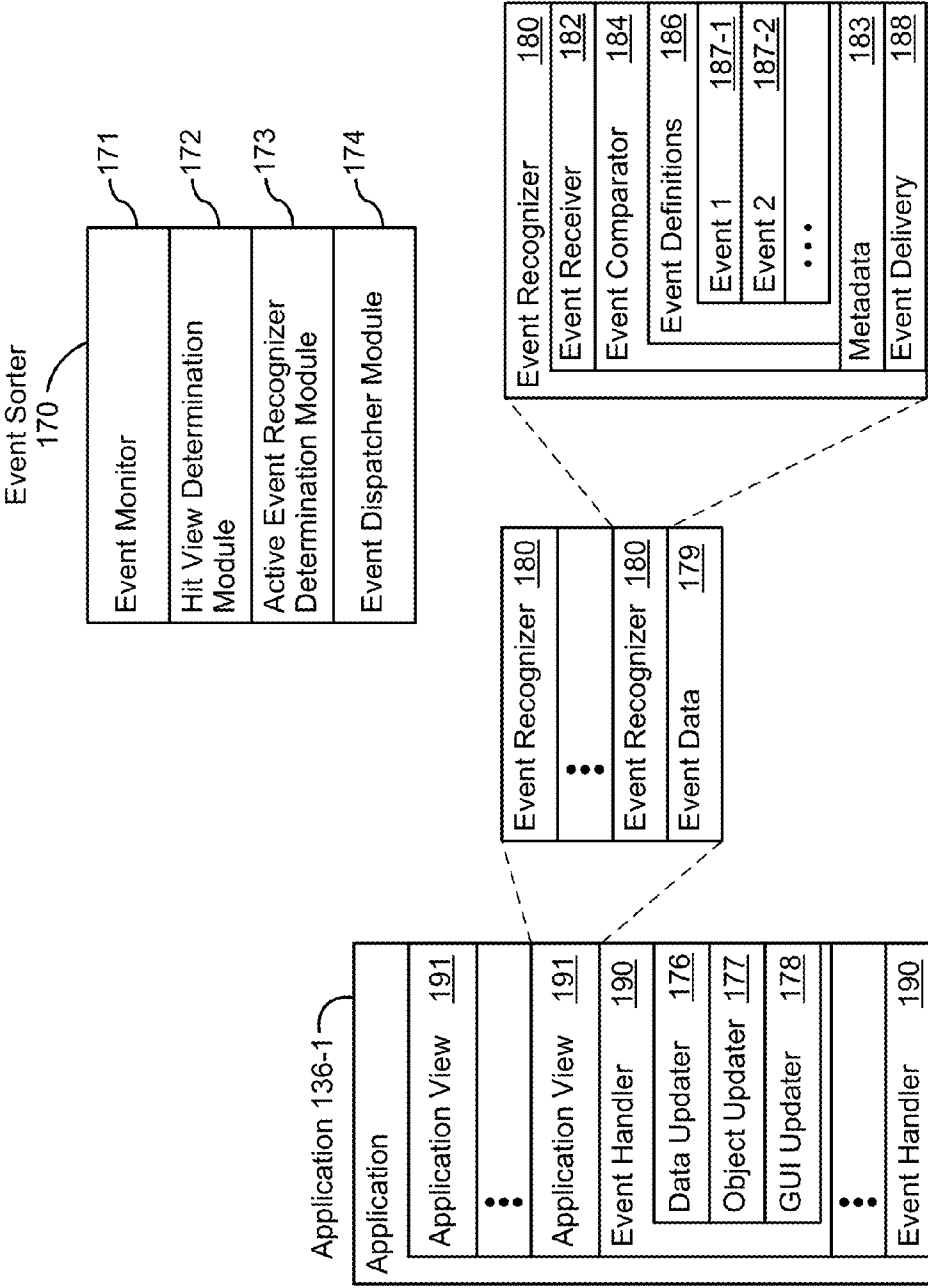 Event Sorter
170
Event Monitor
171
Hit View Determination
Module
172
Active Event Recognizer
Determination Module
173
Event Dispatcher Module
174
Application 136-1
Application
Application View 191
Application View 191
Event Handler 190
Data Updater 176
Object Updater 177
GUI Updater 178
Event Handler 190
Event Recognizer 180
Event Recognizer 180
Event Data 179
Event Recognizer 180
Event Receiver 182
Event Comparator 184
Event Definitions 186
Event 1 187-1
Event 2 187-2
Metadata 183
Event Delivery 188